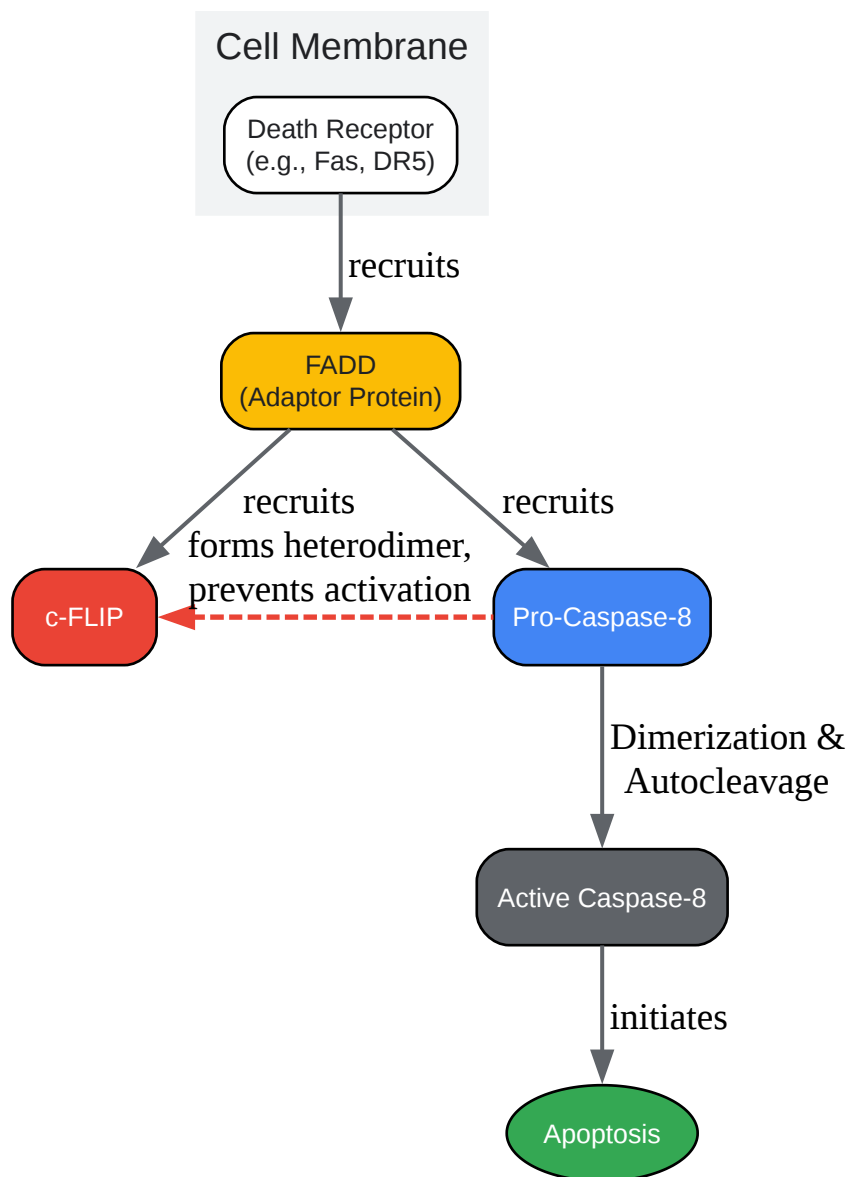 Cell Membrane
Death Receptor
(e.g., Fas, DR5)
recruits
FADD
(Adaptor Protein)
recruits
recruits
forms heterodimer,
prevents activation
c-FLIP
Pro-Caspase-8
Dimerization &
Autocleavage
Active Caspase-8
initiates
Apoptosis